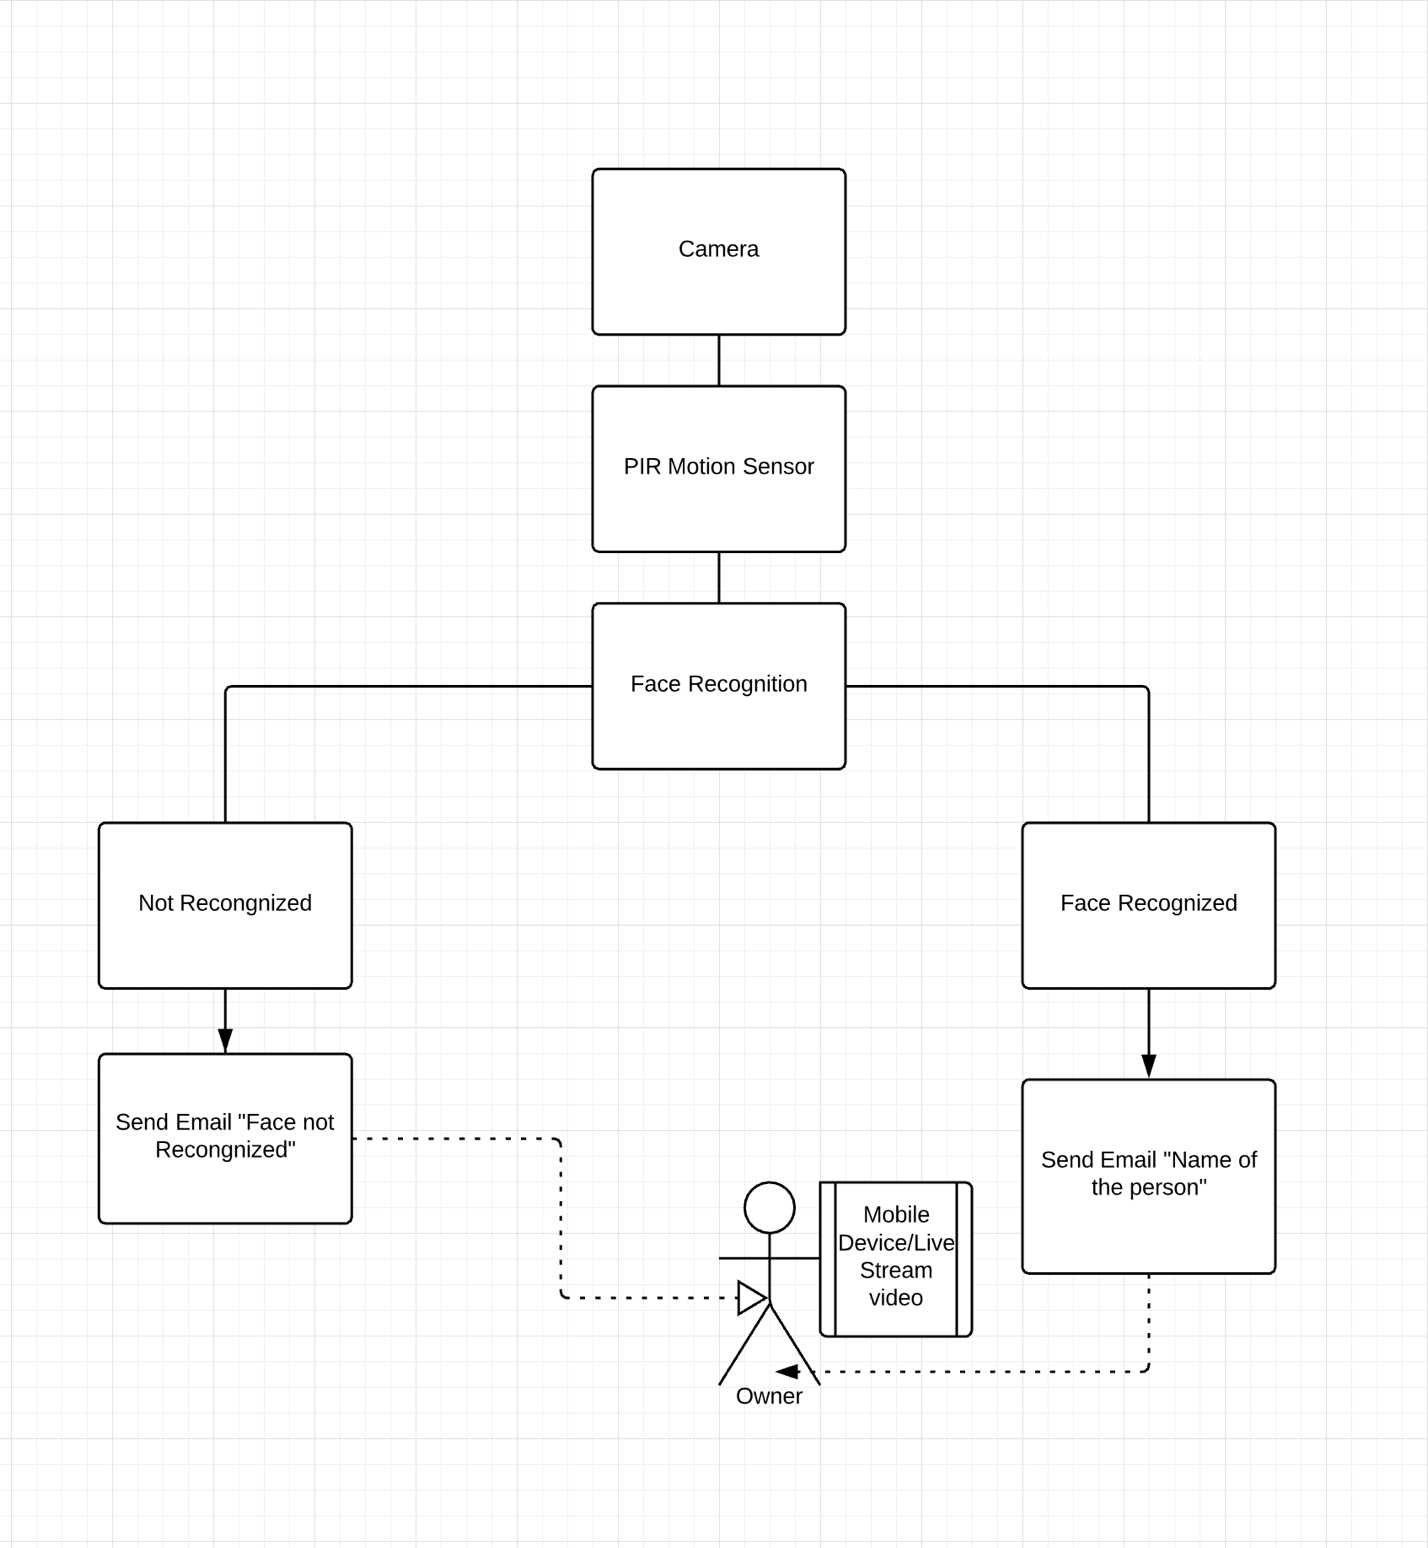 Camera
PIR Motion Sensor
Face Recognition
Not Recongnized
Face Recognized
Send Email "Face not
Recongnized"
Send Email "Name of
the person"
Mobile
Device/Live
Stream
video
Owner